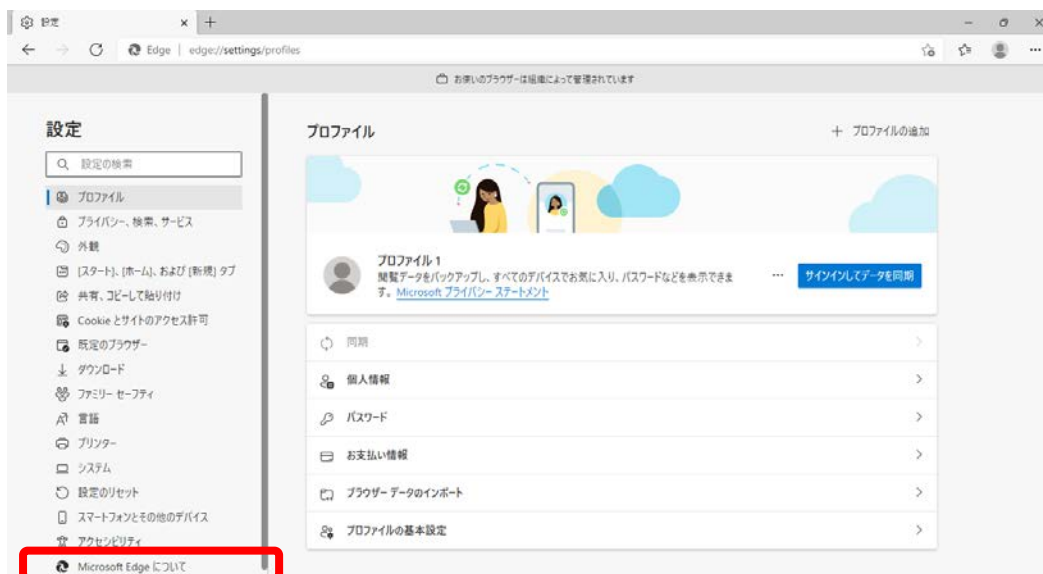 設定
Edge | edge://settings/profiles
お使いのブラウザーは組織によって管理されています
設定
設定の検索
プロファイル
プライバシー、検索、サービス
外観
[スタート]、[ホーム]、および [新規] タブ
共有、コピーして貼り付け
Cookie とサイトのアクセス許可
既定のブラウザー
ダウンロード
ファミリー セーフティ
言語
プリンター
システム
設定のリセット
スマートフォンとその他のデバイス
アクセシビリティ
Microsoft Edge について
プロファイル
プロファイルの追加
プロファイル 1
閲覧データをバックアップし、すべてのデバイスでお気に入り、パスワードなどを表示できま
す。Microsoft プライバシー ステートメント
サインインしてデータを同期
同期
個人情報
パスワード
お支払い情報
ブラウザー データのインポート
プロファイルの基本設定